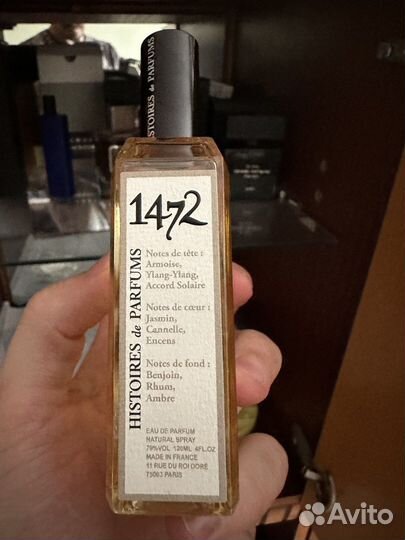 HISTOIRES de PARFUMS
1472
Notes de tête :
Armoise,
Ylang-Ylang,
Accord Solaire
Notes de cœur :
Jasmin,
Cannelle,
Encens
Notes de fond :
Benjoin,
Rhum,
Ambre
HISTOIRES de PARFUMS
EAU DE PARFUM
NATURAL SPRAY
79%VOL 120ML 4FL.OZ
MADE IN FRANCE
11 RUE DU ROI DORÉ
75003 PARIS
Avito